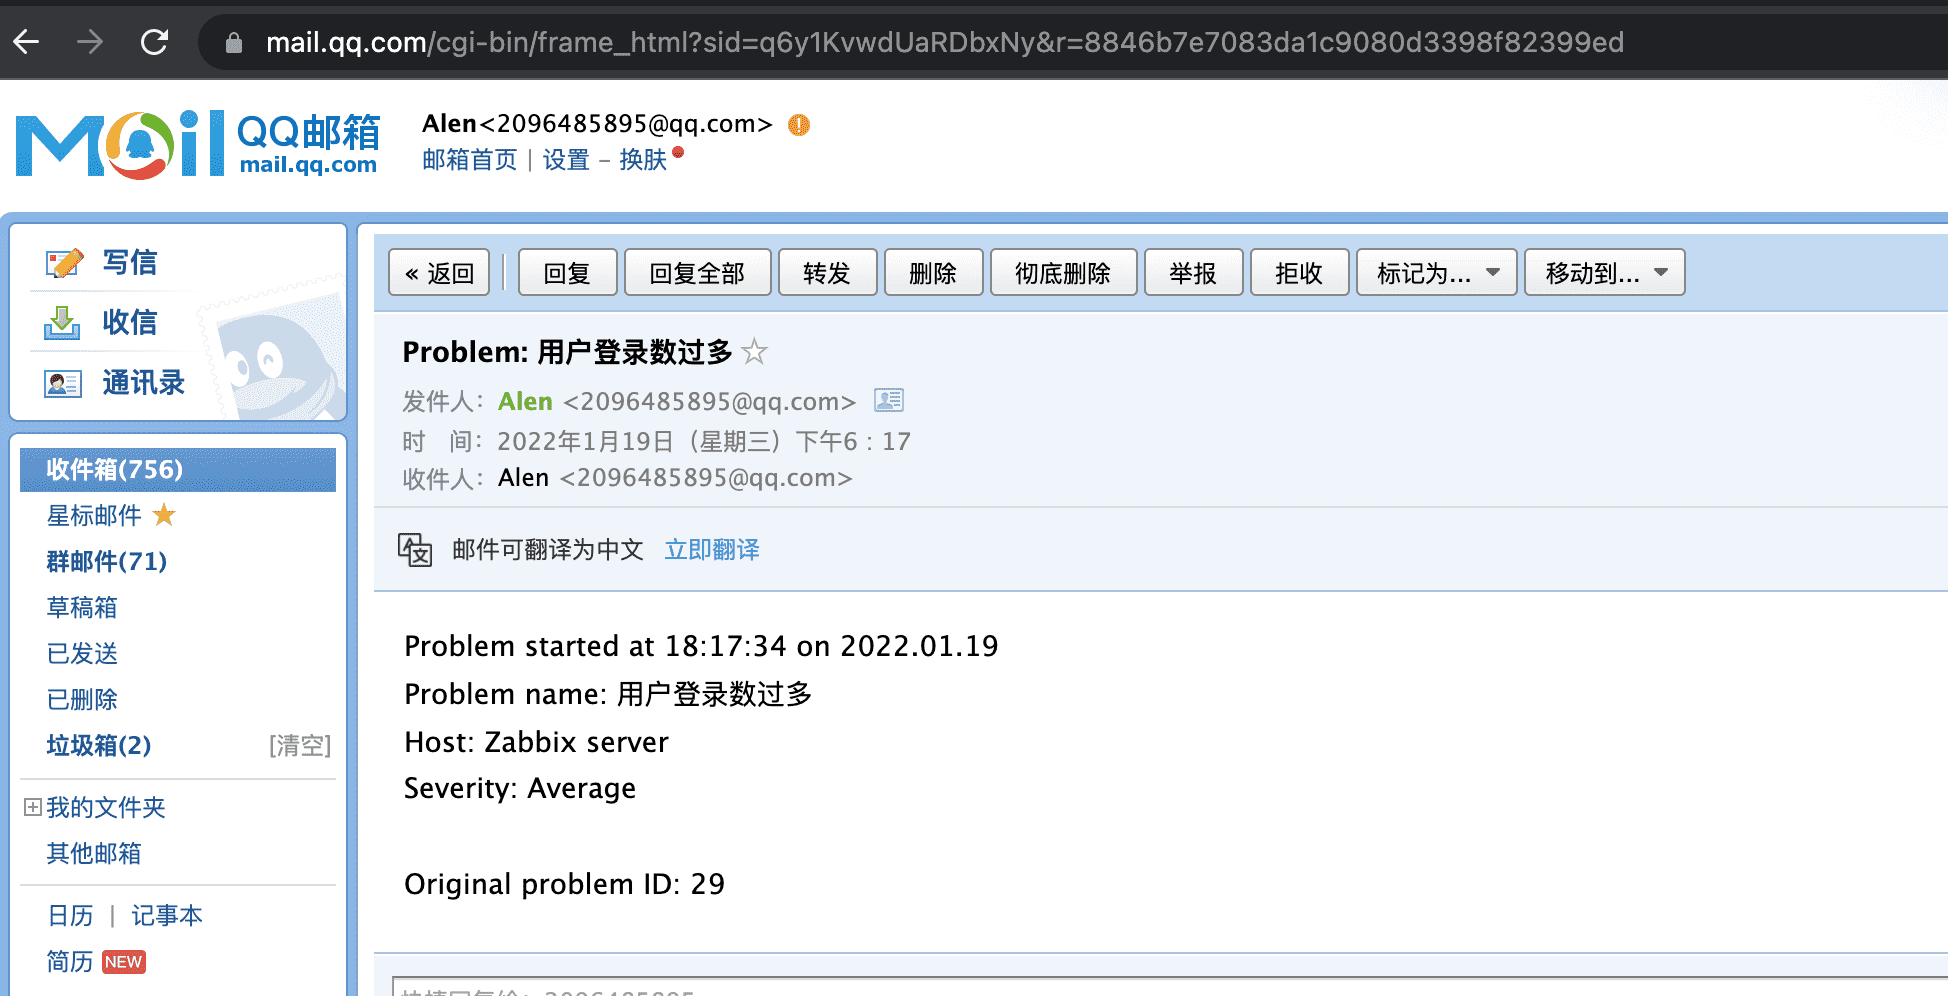 mail.qq.com/cgi-bin/frame_html?sid=q6y1KvwdUaRDbxNy&r=8846b7e7083da1c9080d3398f82399ed
Mail QQ邮箱
mail.qq.com
Alen<2096485895@qq.com>
邮箱首页 | 设置 - 换肤
写信
收信
通讯录
收件箱(756)
星标邮件
群邮件(71)
草稿箱
已发送
已删除
垃圾箱(2) [清空]
我的文件夹
其他邮箱
日历 | 记事本
简历 NEW
« 返回 回复 回复全部 转发 删除 彻底删除 举报 拒收 标记为... 移动到...
Problem: 用户登录数过多
发件人: Alen <2096485895@qq.com>
时 间: 2022年1月19日 (星期三) 下午6:17
收件人: Alen <2096485895@qq.com>
邮件可翻译为中文 立即翻译
Problem started at 18:17:34 on 2022.01.19
Problem name: 用户登录数过多
Host: Zabbix server
Severity: Average
Original problem ID: 29
快捷回复给: 2096485895